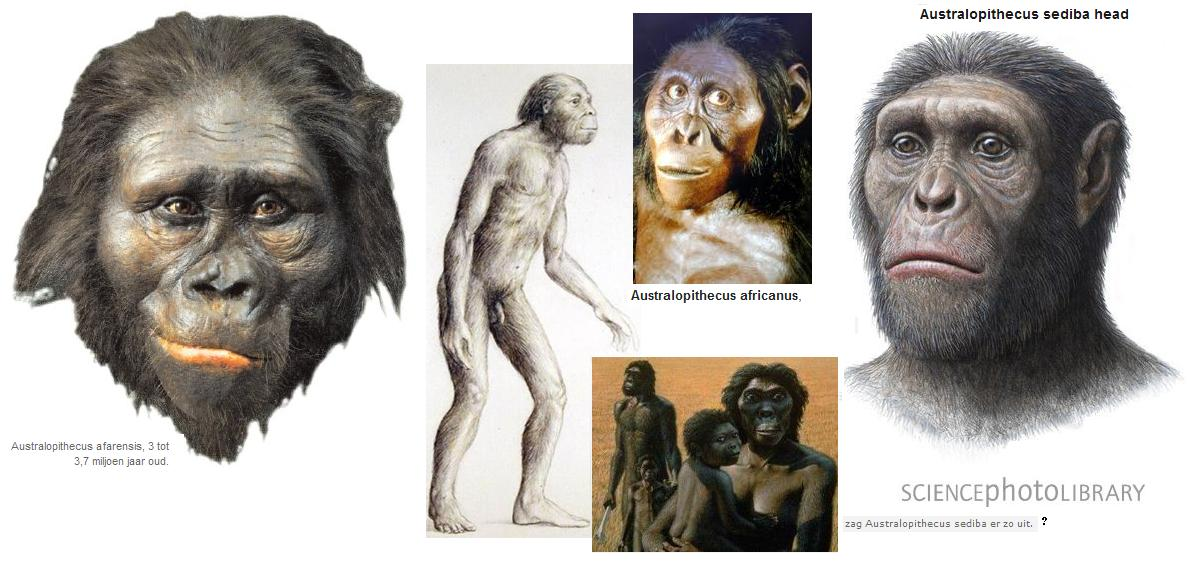 Australopithecus sediba head
Australopithecus africanus,
Australopithecus afarensis, 3 tot
3,7 miljoen jaar oud.
SCIENCEphotoLIBRARY
zag Australopithecus sediba er zo uit. ?